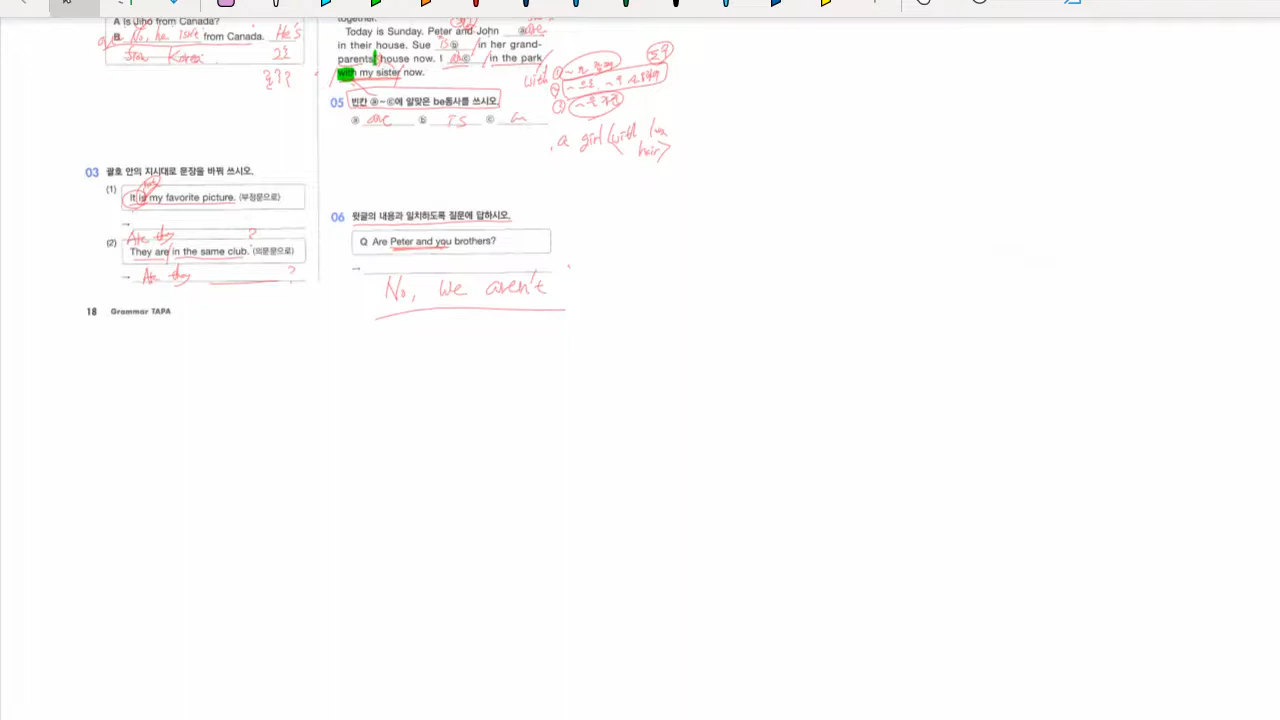 A Is Jiho from Canada?
B No, he isn't from Canada. He's
from Korea.
03 괄호 안의 지시대로 문장을 바꿔 쓰시오.
(1) It is my favorite picture. (부정문으로)
not
→
Are they ?
(2) They are in the same club. (의문문으로)
→ Are they ?
18 Grammar TAPA
together.
Today is Sunday. Peter and John ⓐ are
in their house. Sue is ⓑ in her grand-
parents' house now. I ⓒ in the park
with my sister now.
05 빈칸 ⓐ~ⓒ에 알맞은 be동사를 쓰시오.
ⓐ are ⓑ is ⓒ
with
a girl (with
hair)
06 윗글의 내용과 일치하도록 질문에 답하시오.
Q Are Peter and you brothers?
→
No, we aren't